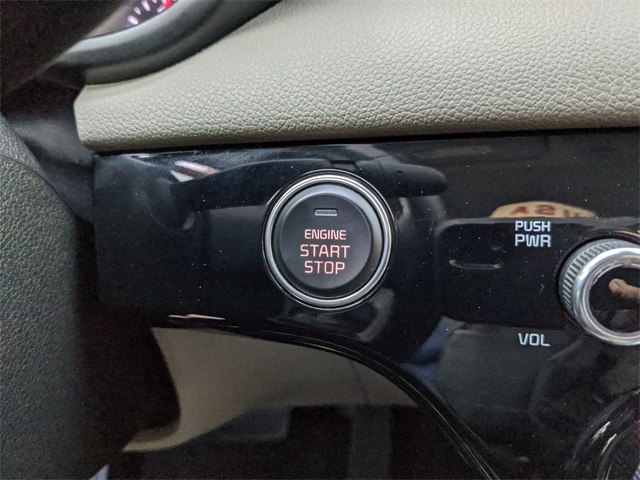 ENGINE
START
STOP
PUSH
PWR
VOL